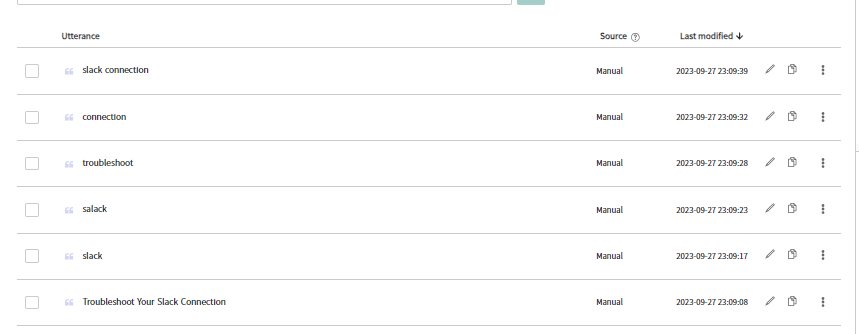 Utterance Source ? Last modified ↓
slack connection Manual 2023-09-27 23:09:39
connection Manual 2023-09-27 23:09:32
troubleshoot Manual 2023-09-27 23:09:28
salack Manual 2023-09-27 23:09:23
slack Manual 2023-09-27 23:09:17
Troubleshoot Your Slack Connection Manual 2023-09-27 23:09:08